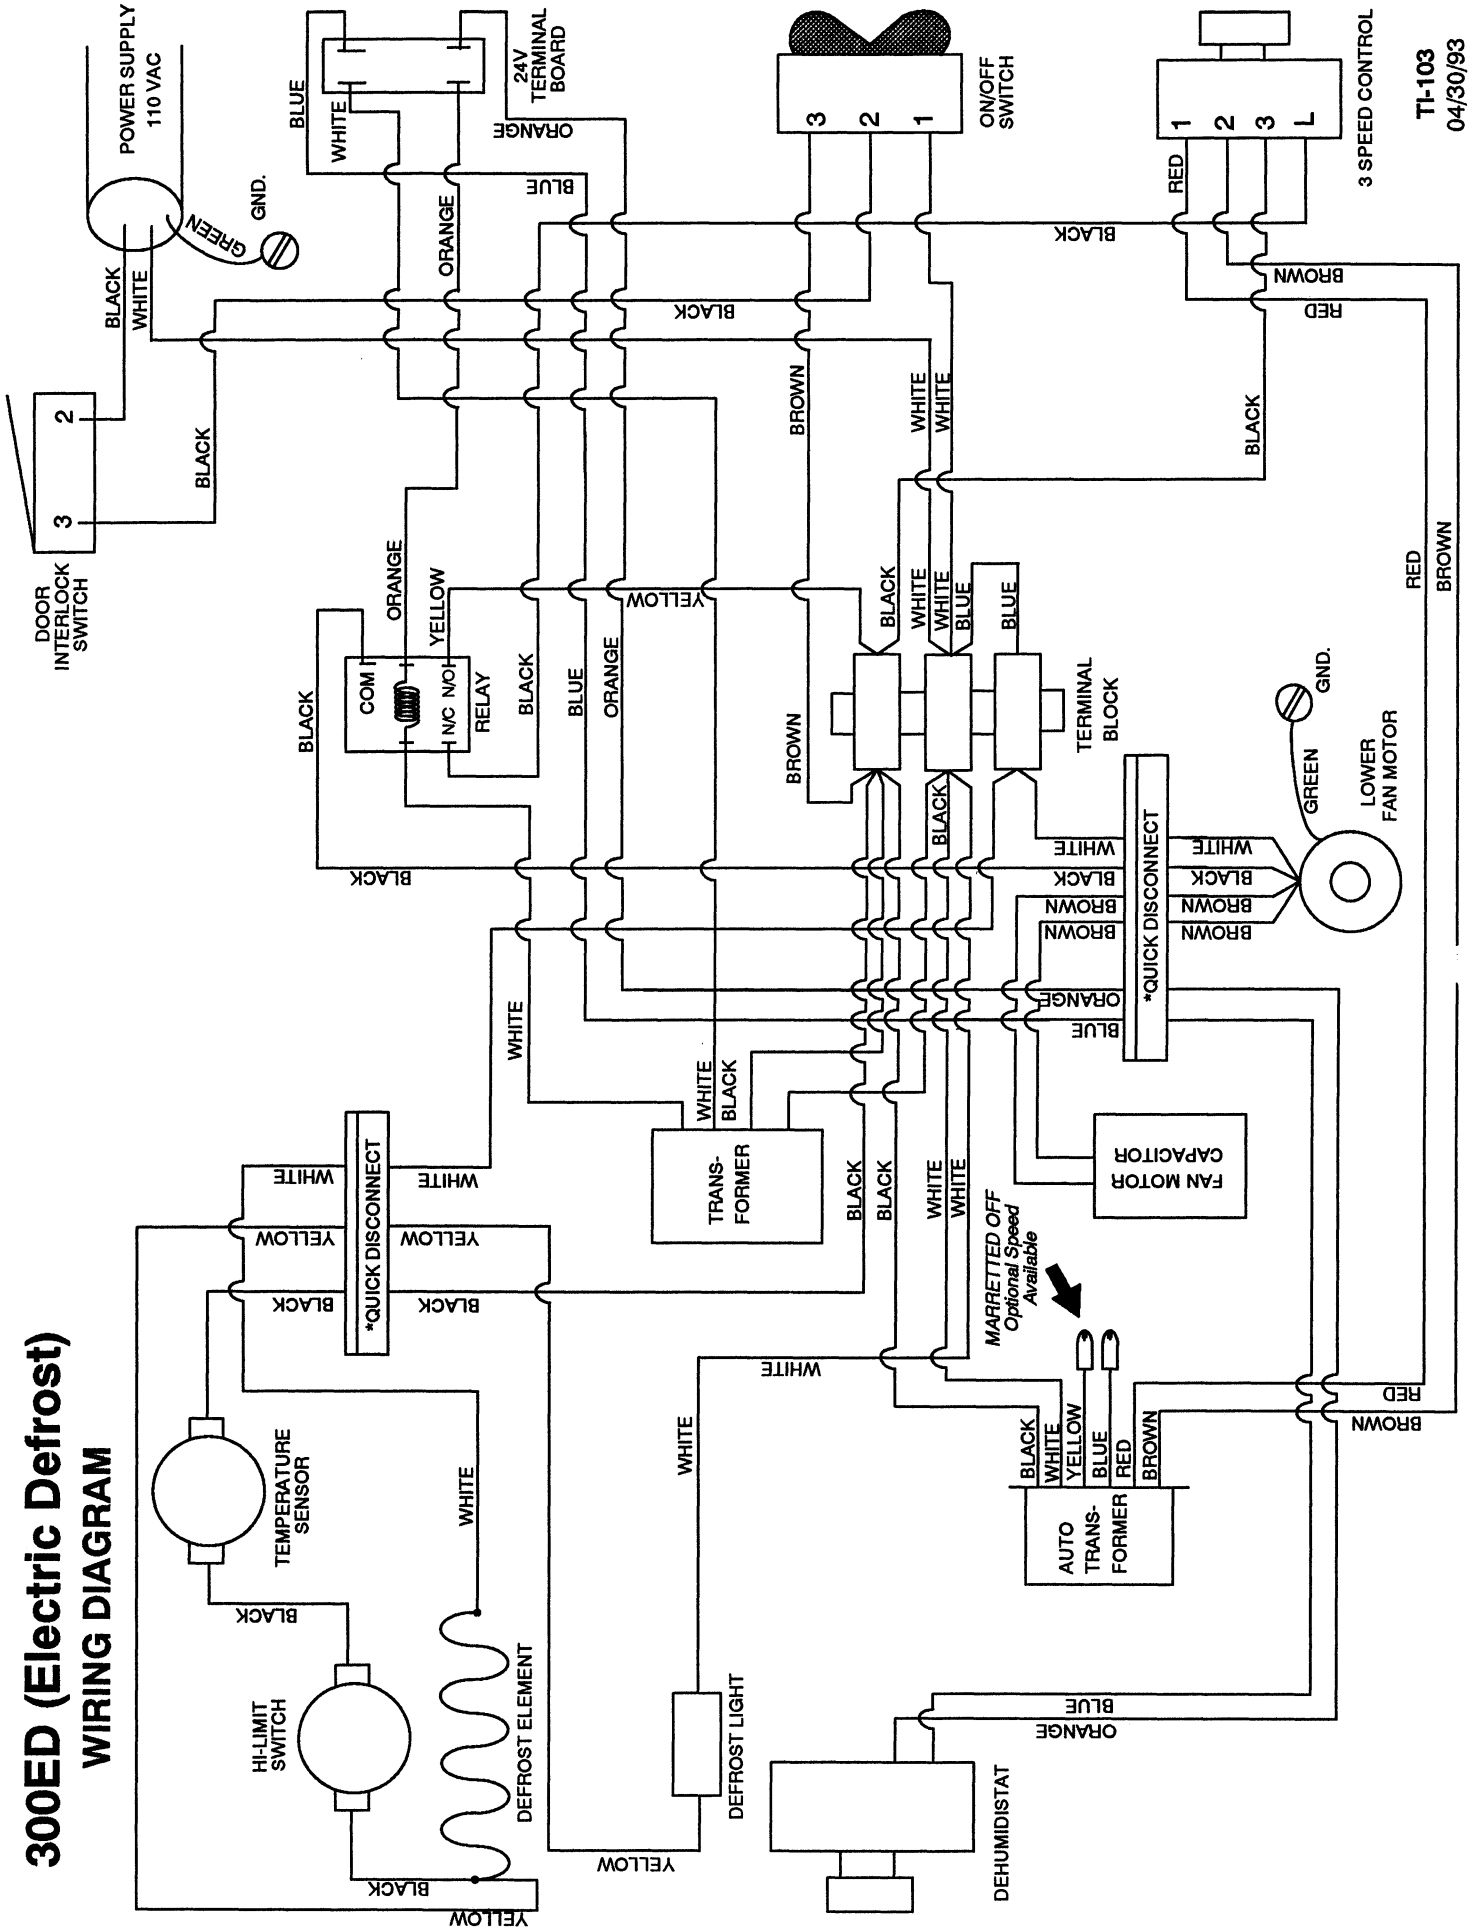 300ED (Electric Defrost)
WIRING DIAGRAM
DOOR
INTERLOCK
SWITCH
3
2
BLACK
BLACK
WHITE
POWER SUPPLY
110 VAC
GREEN
GND.
BLUE
WHITE
24V
TERMINAL
BOARD
ORANGE
BLUE
ORANGE
BLACK
COM
N/C
N/O
RELAY
ORANGE
YELLOW
YELLOW
BLACK
BLUE
ORANGE
BLACK
BLACK
BLACK
3
2
1
ON/OFF
SWITCH
BROWN
WHITE
WHITE
1
2
3
L
3 SPEED CONTROL
RED
BROWN
RED
BLACK
TI-103
04/30/93
BLACK
WHITE
WHITE
BLUE
BLUE
BROWN
BLACK
TERMINAL
BLOCK
RED
BROWN
WHITE
BLACK
BROWN
BROWN
ORANGE
BLUE
*QUICK DISCONNECT
WHITE
BLACK
BROWN
BROWN
GREEN
GND.
LOWER
FAN MOTOR
FAN MOTOR
CAPACITOR
WHITE
WHITE
BLACK
TRANS-
FORMER
BLACK
BLACK
WHITE
WHITE
WHITE
YELLOW
BLACK
*QUICK DISCONNECT
WHITE
YELLOW
BLACK
TEMPERATURE
SENSOR
BLACK
HI-LIMIT
SWITCH
BLACK
YELLOW
DEFROST ELEMENT
WHITE
WHITE
WHITE
YELLOW
DEFROST LIGHT
MARRETTED OFF
Optional Speed
Available
BLACK
WHITE
YELLOW
BLUE
RED
BROWN
AUTO
TRANS-
FORMER
RED
BROWN
BLUE
ORANGE
DEHUMIDISTAT